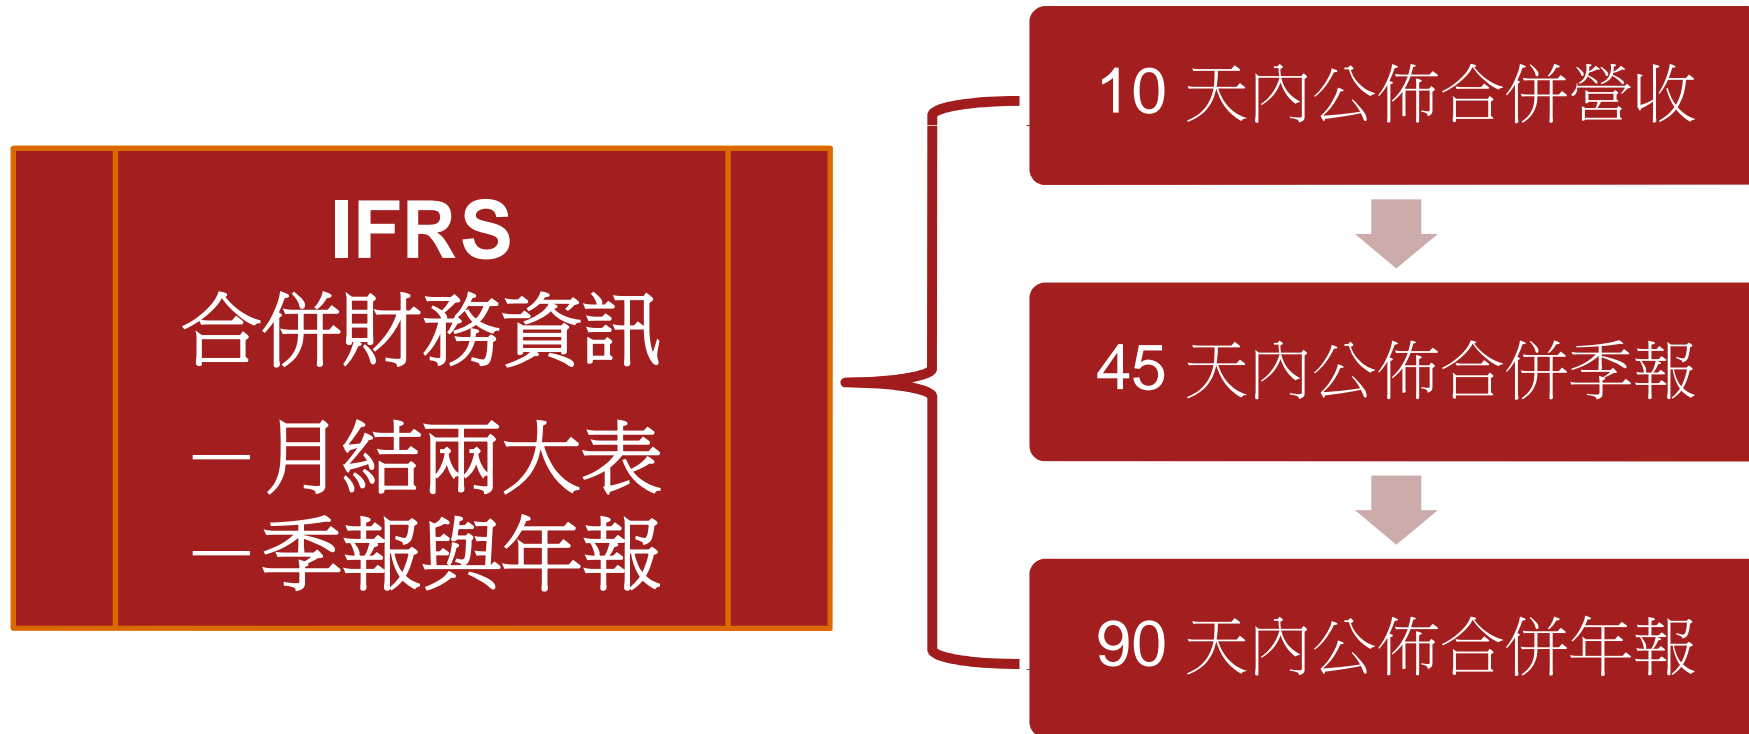 IFRS
合併財務資訊
－月結兩大表
－季報與年報
10 天內公佈合併營收
45 天內公佈合併季報
90 天內公佈合併年報